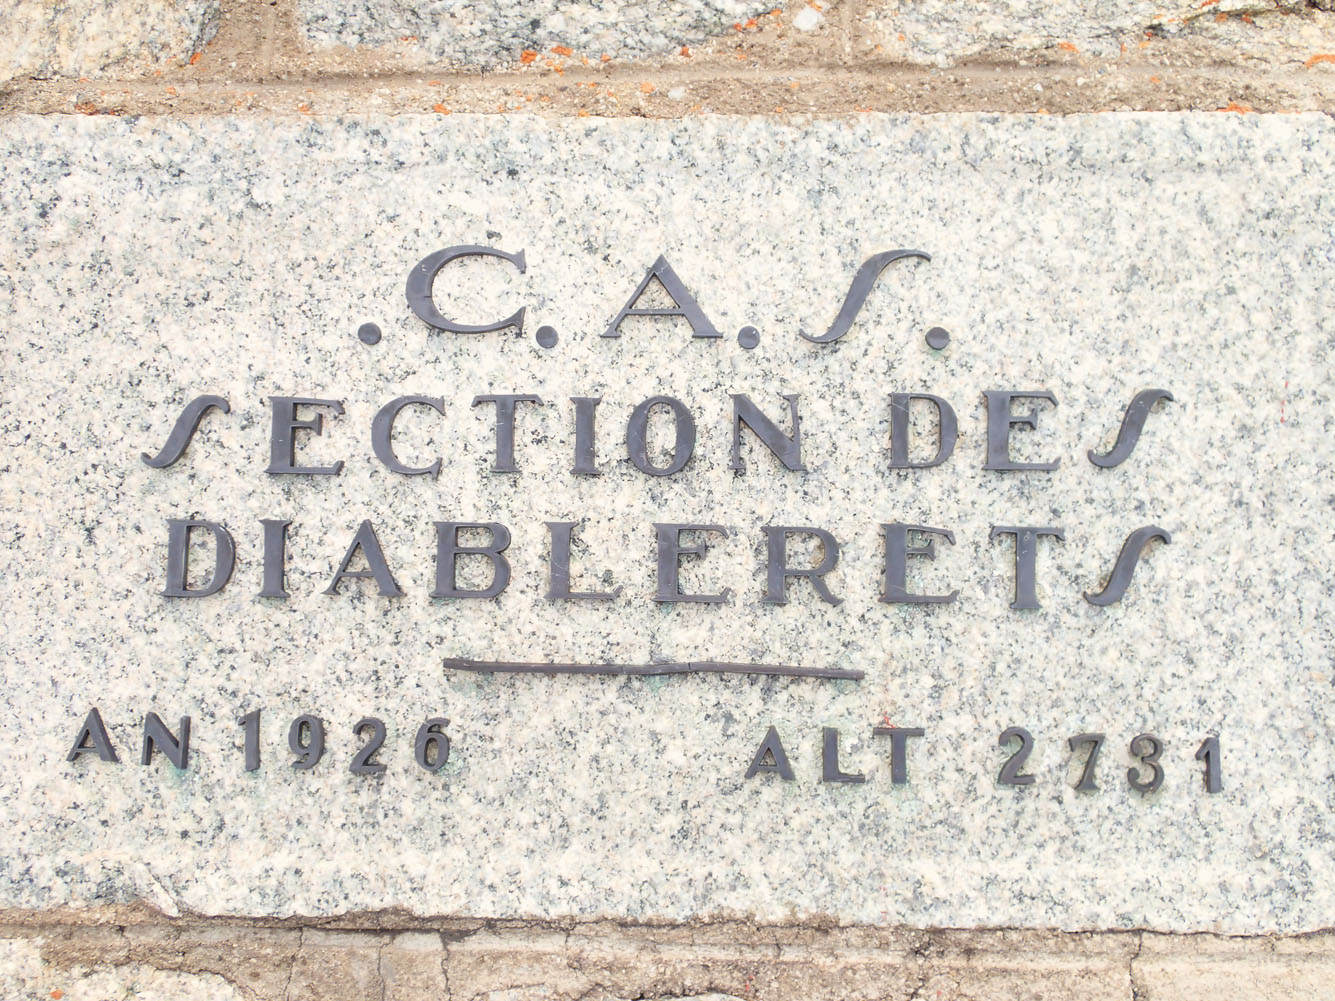 .C.A.S.
SECTION DES
DIABLERETS
AN 1926 ALT 2731